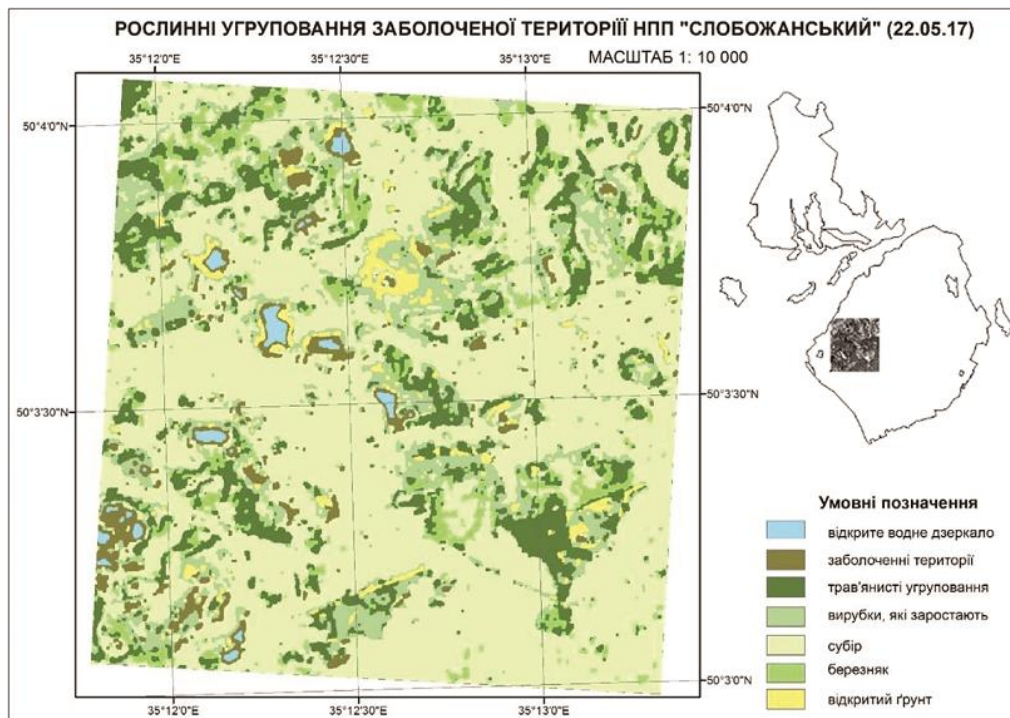 РОСЛИННІ УГРУПОВАННЯ ЗАБОЛОЧЕНОЇ ТЕРИТОРІЇЇ НПП "СЛОБОЖАНСЬКИЙ" (22.05.17)
МАСШТАБ 1: 10 000
35°12'0"E
35°12'30"E
35°13'0"E
50°4'0"N
50°4'0"N
50°3'30"N
50°3'30"N
50°3'0"N
35°12'0"E
35°12'30"E
35°13'0"E
Умовні позначення
відкрите водне дзеркало
заболоченні території
трав'янисті угруповання
вирубки, які заростають
субір
березняк
відкритий ґрунт